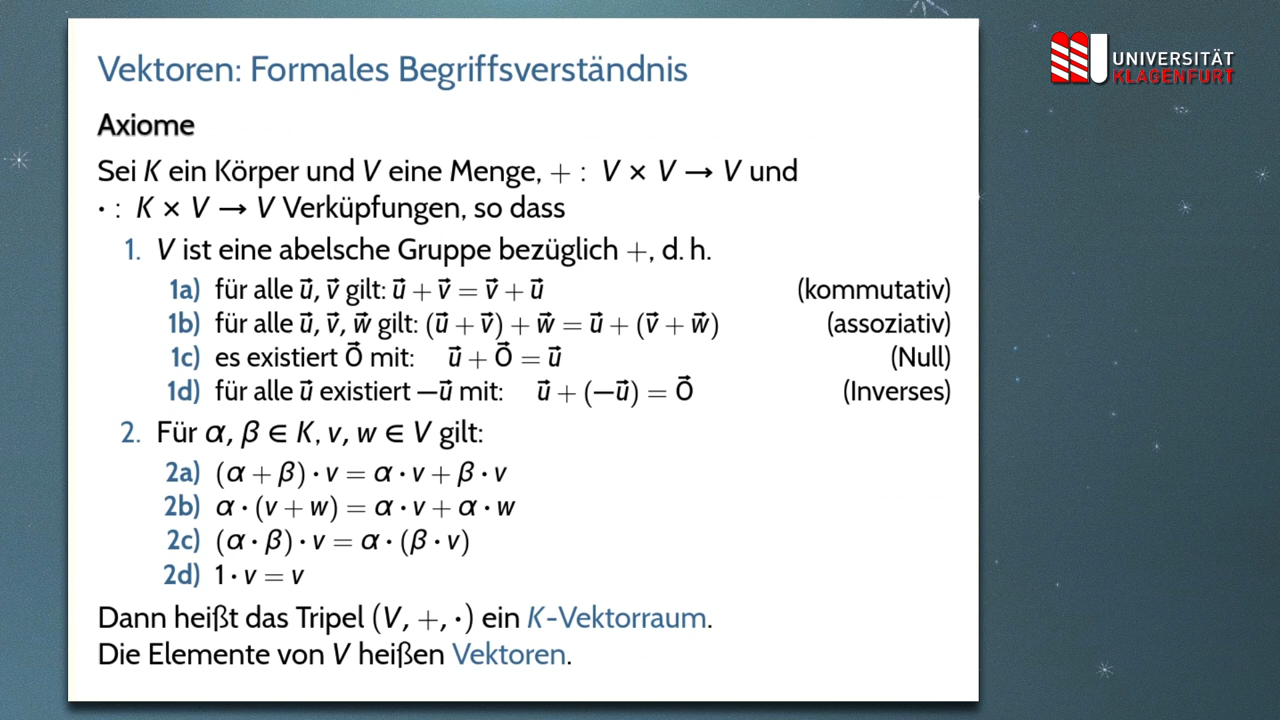 Vektoren: Formales Begriffsverständnis
UNIVERSITÄT
KLAGENFURT
Axiome
Sei K ein Körper und V eine Menge, + : V × V → V und
· : K × V → V Verküpfungen, so dass
1. V ist eine abelsche Gruppe bezüglich +, d. h.
1a) für alle u⃗, v⃗ gilt: u⃗ + v⃗ = v⃗ + u⃗ (kommutativ)
1b) für alle u⃗, v⃗, w⃗ gilt: (u⃗ + v⃗) + w⃗ = u⃗ + (v⃗ + w⃗) (assoziativ)
1c) es existiert O⃗ mit: u⃗ + O⃗ = u⃗ (Null)
1d) für alle u⃗ existiert −u⃗ mit: u⃗ + (−u⃗) = O⃗ (Inverses)
2. Für α, β ∈ K, v, w ∈ V gilt:
2a) (α + β) · v = α · v + β · v
2b) α · (v + w) = α · v + α · w
2c) (α · β) · v = α · (β · v)
2d) 1 · v = v
Dann heißt das Tripel (V, +, ·) ein K-Vektorraum.
Die Elemente von V heißen Vektoren.